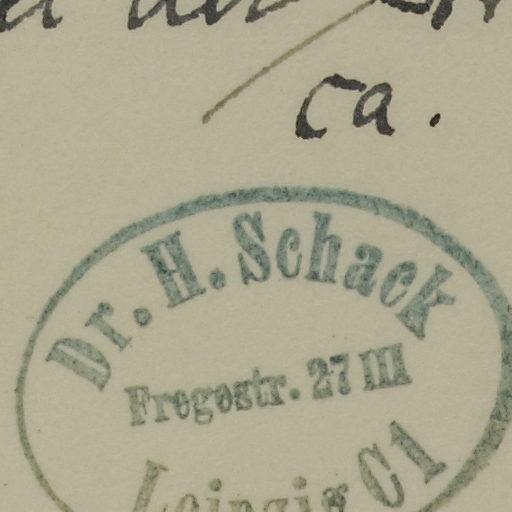 ca.
Dr. H. Schack
Fregestr. 27 III
Leipzig C1